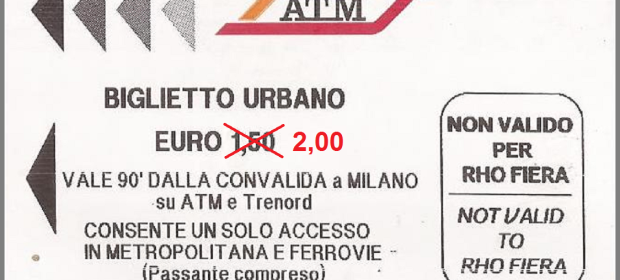 ATM
BIGLIETTO URBANO
EURO 1,50 2,00
VALE 90' DALLA CONVALIDA a MILANO
su ATM e Trenord
CONSENTE UN SOLO ACCESSO
IN METROPOLITANA E FERROVIE
(Passante compreso)
NON VALIDO
PER
RHO FIERA
NOT VALID
TO
RHO FIERA